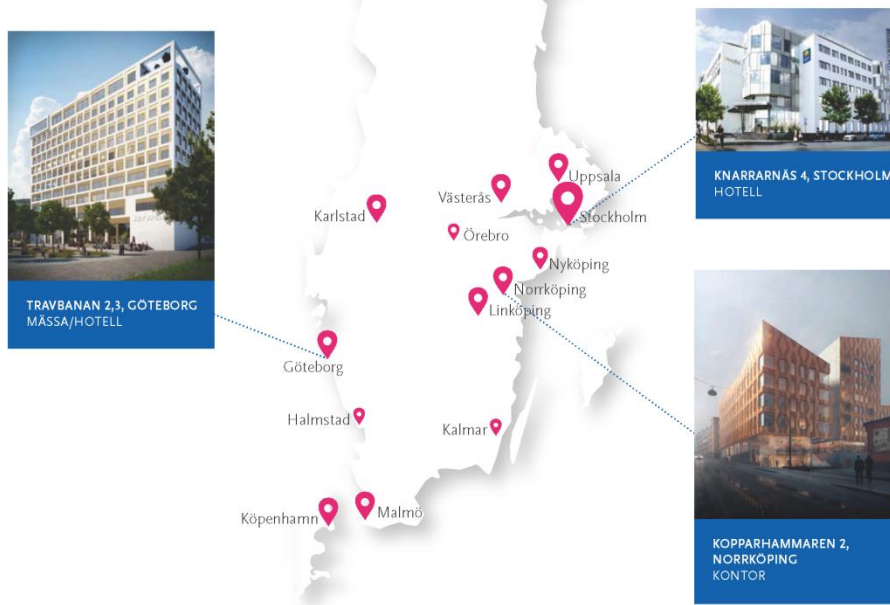 TRAVBANAN 2,3, GÖTEBORG
MÄSSA/HOTELL
KNARRARNÄS 4, STOCKHOLM
HOTELL
KOPPARHAMMAREN 2,
NORRKÖPING
KONTOR
Uppsala
Västerås
Stockholm
Karlstad
Örebro
Nyköping
Norrköping
Linköping
Göteborg
Halmstad
Kalmar
Köpenhamn
Malmö